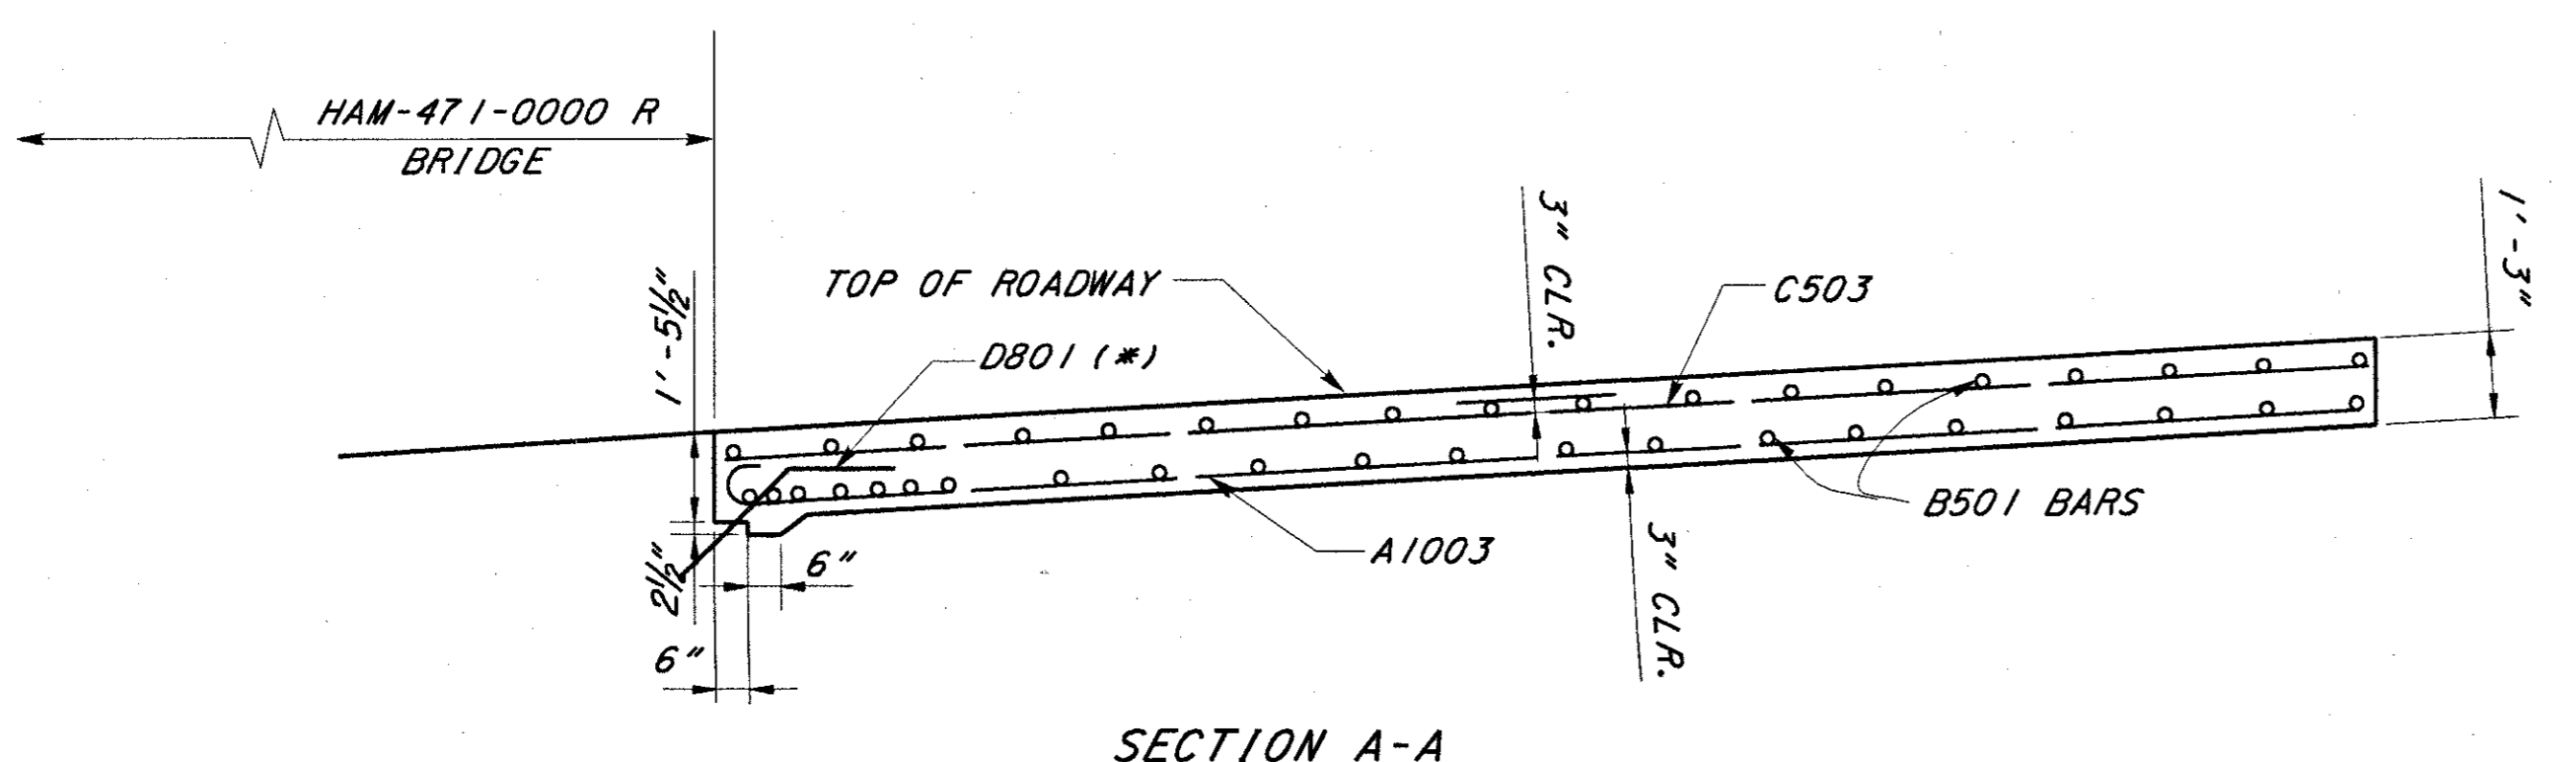 HAM-471-0000 R
BRIDGE
3" CLR.
1'-3"
TOP OF ROADWAY
C503
1'-5½"
D801 (*)
B501 BARS
A1003
3" CLR.
2½"
6"
6"
SECTION A-A